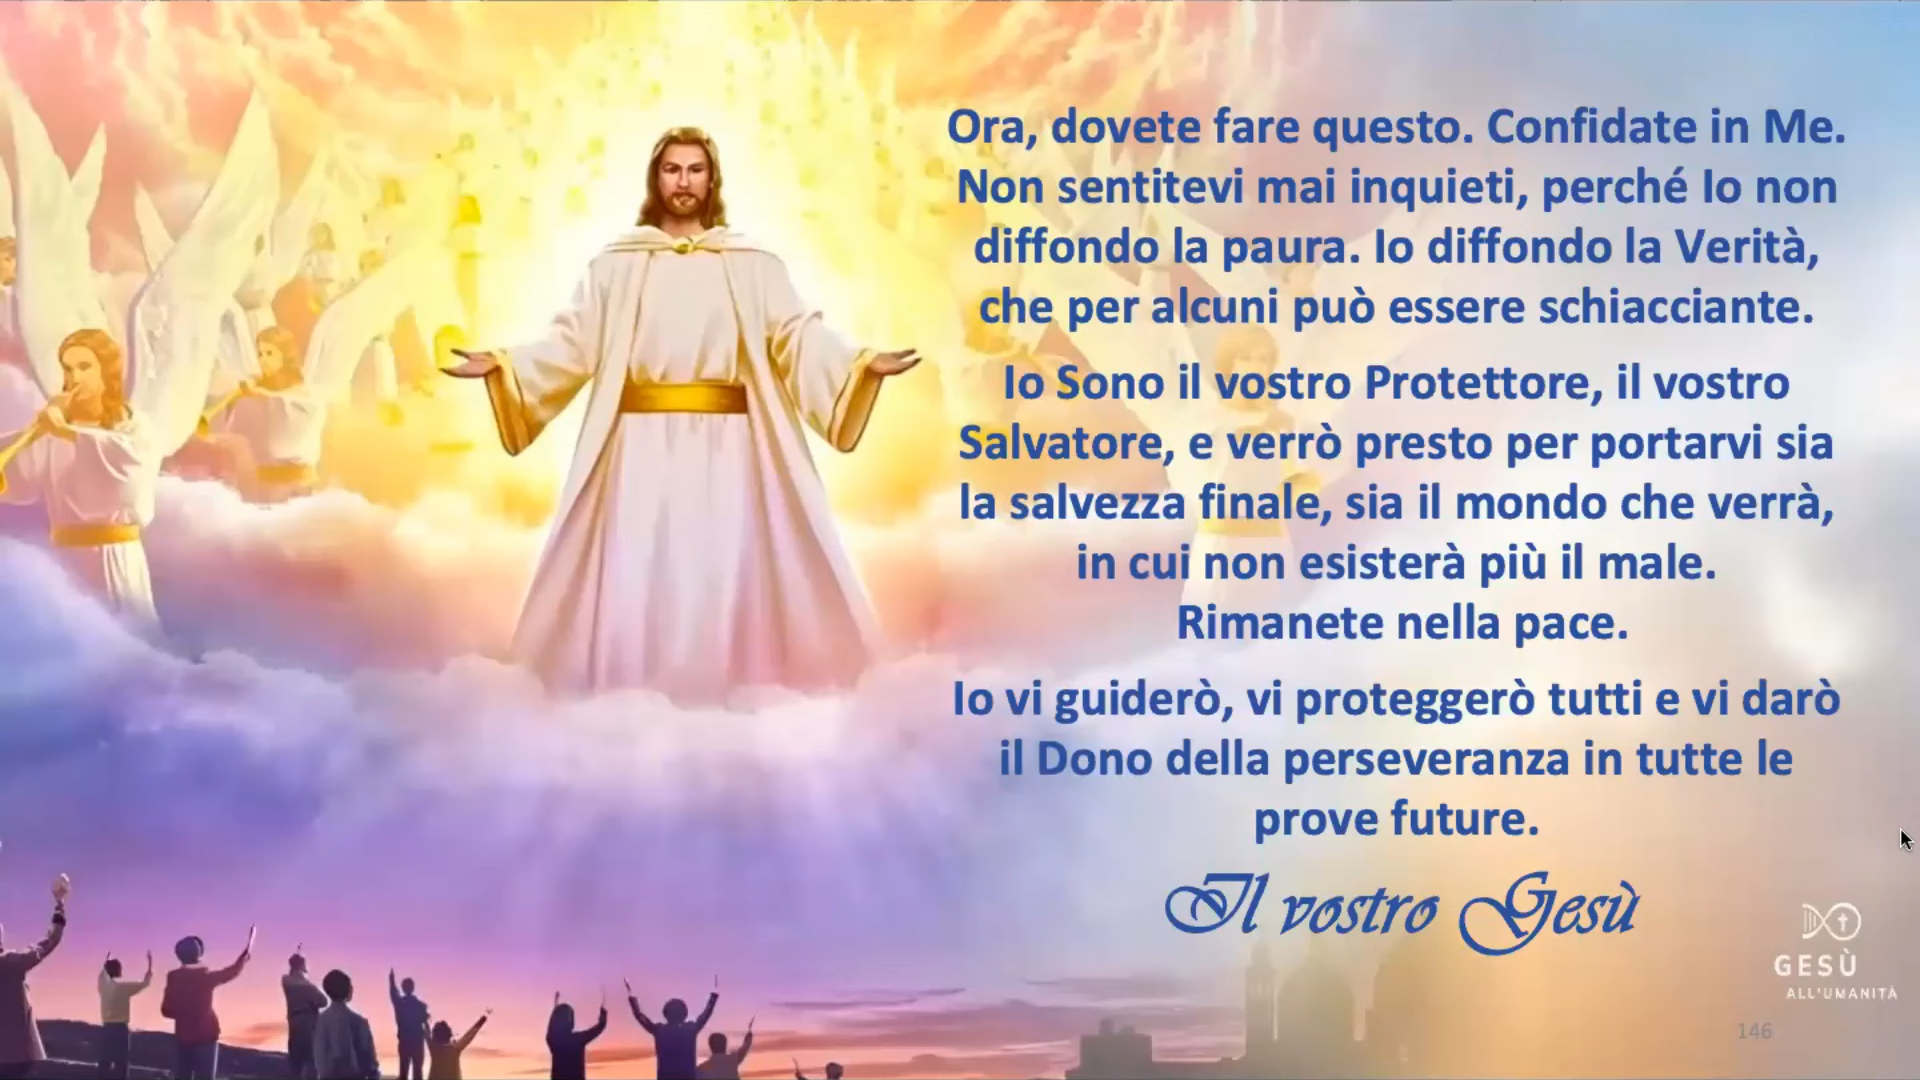 Ora, dovete fare questo. Confidate in Me.
Non sentitevi mai inquieti, perché Io non
diffondo la paura. Io diffondo la Verità,
che per alcuni può essere schiacciante.
Io Sono il vostro Protettore, il vostro
Salvatore, e verrò presto per portarvi sia
la salvezza finale, sia il mondo che verrà,
in cui non esisterà più il male.
Rimanete nella pace.
Io vi guiderò, vi proteggerò tutti e vi darò
il Dono della perseveranza in tutte le
prove future.
Il vostro Gesù
GESÙ
ALL'UMANITÀ
146